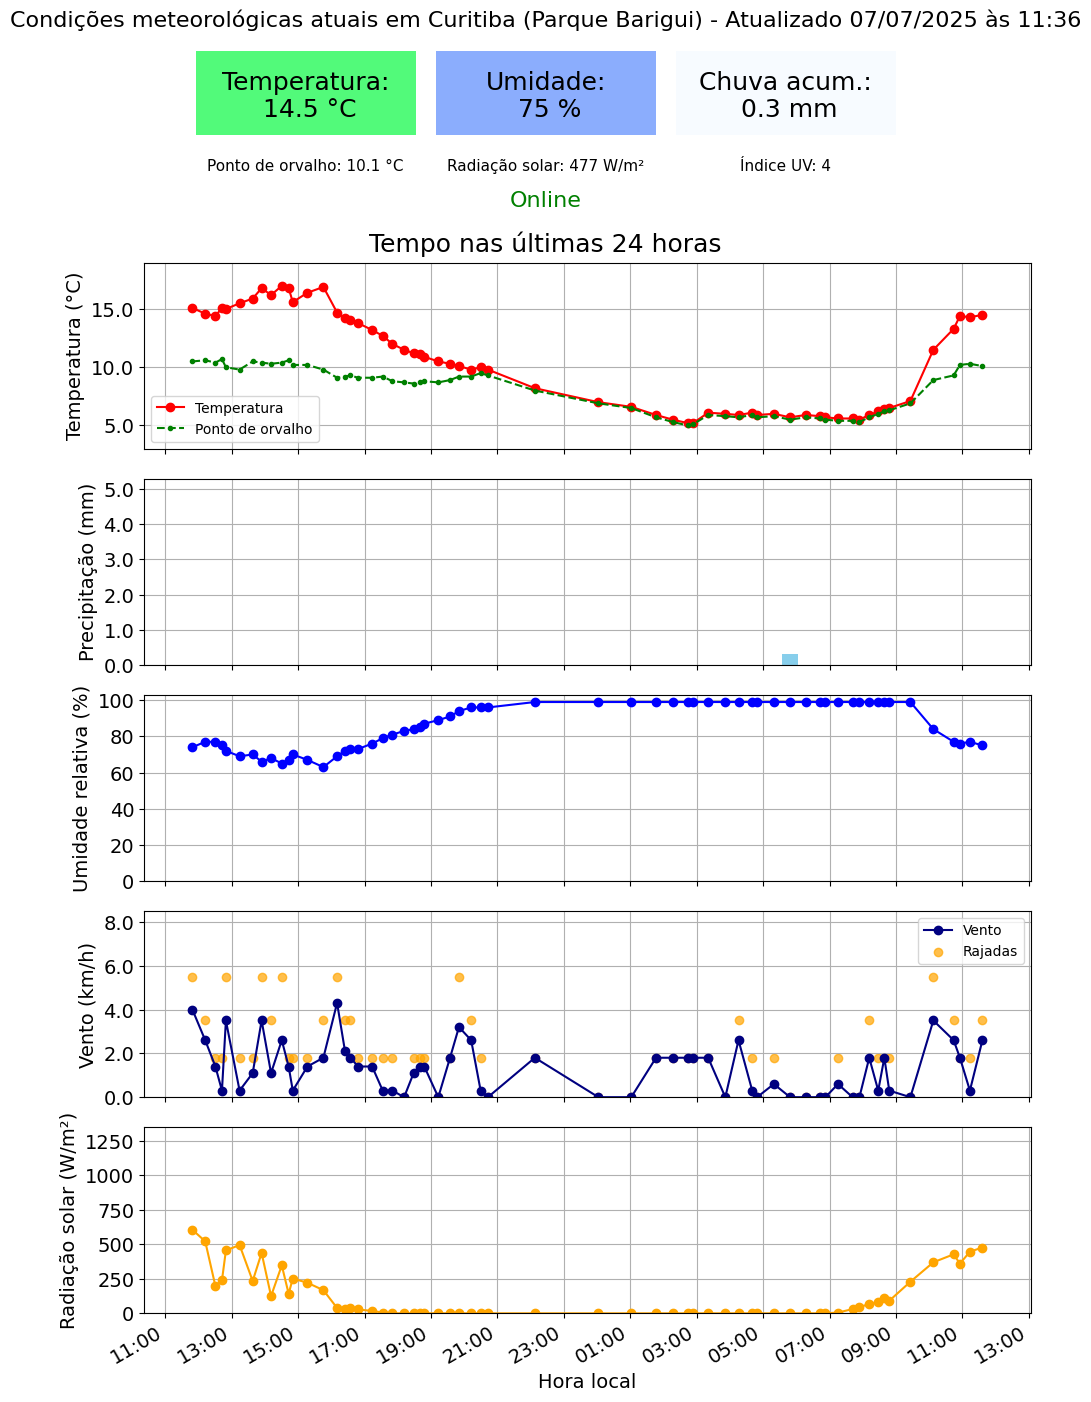 Condições meteorológicas atuais em Curitiba (Parque Barigui) - Atualizado 07/07/2025 às 11:36
Temperatura:
14.5 °C
Umidade:
75 %
Chuva acum.:
0.3 mm
Ponto de orvalho: 10.1 °C
Radiação solar: 477 W/m²
Índice UV: 4
Online
Tempo nas últimas 24 horas
Temperatura (°C)
15.0
10.0
5.0
Temperatura
Ponto de orvalho
Precipitação (mm)
5.0
4.0
3.0
2.0
1.0
0.0
Umidade relativa (%)
100
80
60
40
20
0
Vento (km/h)
8.0
6.0
4.0
2.0
0.0
Vento
Rajadas
Radiação solar (W/m²)
1250
1000
750
500
250
0
11:00
13:00
15:00
17:00
19:00
21:00
23:00
01:00
03:00
05:00
07:00
09:00
11:00
13:00
Hora local